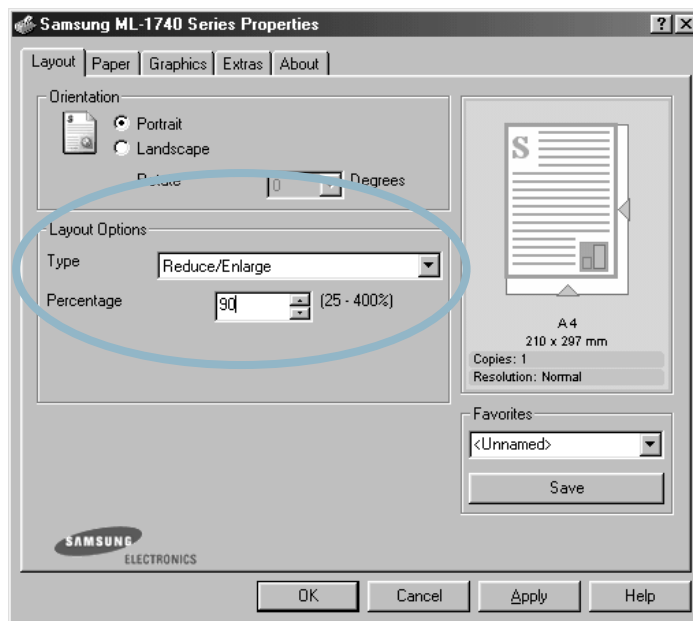 Samsung ML-1740 Series Properties
Layout Paper Graphics Extras About
Orientation
S
Portrait
Landscape
Rotate 0 Degrees
Layout Options
Type Reduce/Enlarge
Percentage 90 (25 - 400%)
S
A4
210 x 297 mm
Copies: 1
Resolution: Normal
Favorites
<Unnamed>
Save
SAMSUNG
ELECTRONICS
OK Cancel Apply Help